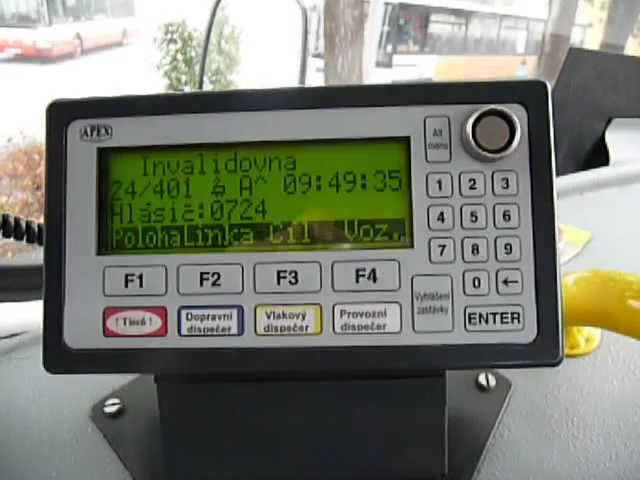 APEX
Invalidovna
24/401 A^ 09:49:35
Hlásič:0724
PolohaLinka Cíl Voz.
Alt menu
1 2 3
4 5 6
7 8 9
0 ←
F1 F2 F3 F4
! Tíseň !
Dopravní dispečer
Vlakový dispečer
Provozní dispečer
Vyhlášení zastávky
ENTER